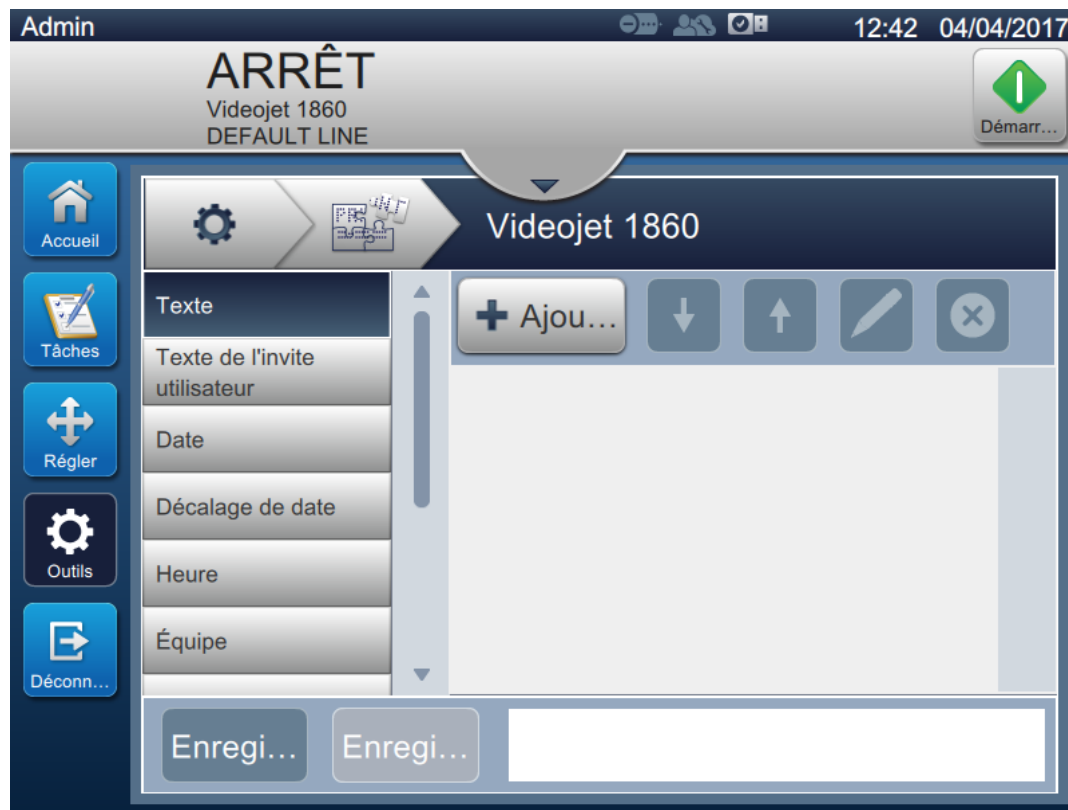 Admin
12:42 04/04/2017
ARRÊT
Videojet 1860
DEFAULT LINE
Démarr...
Accueil
Videojet 1860
Tâches
Texte
Ajou...
Texte de l'invite
utilisateur
Régler
Date
Décalage de date
Outils
Heure
Équipe
Déconn...
Enregi...
Enregi...